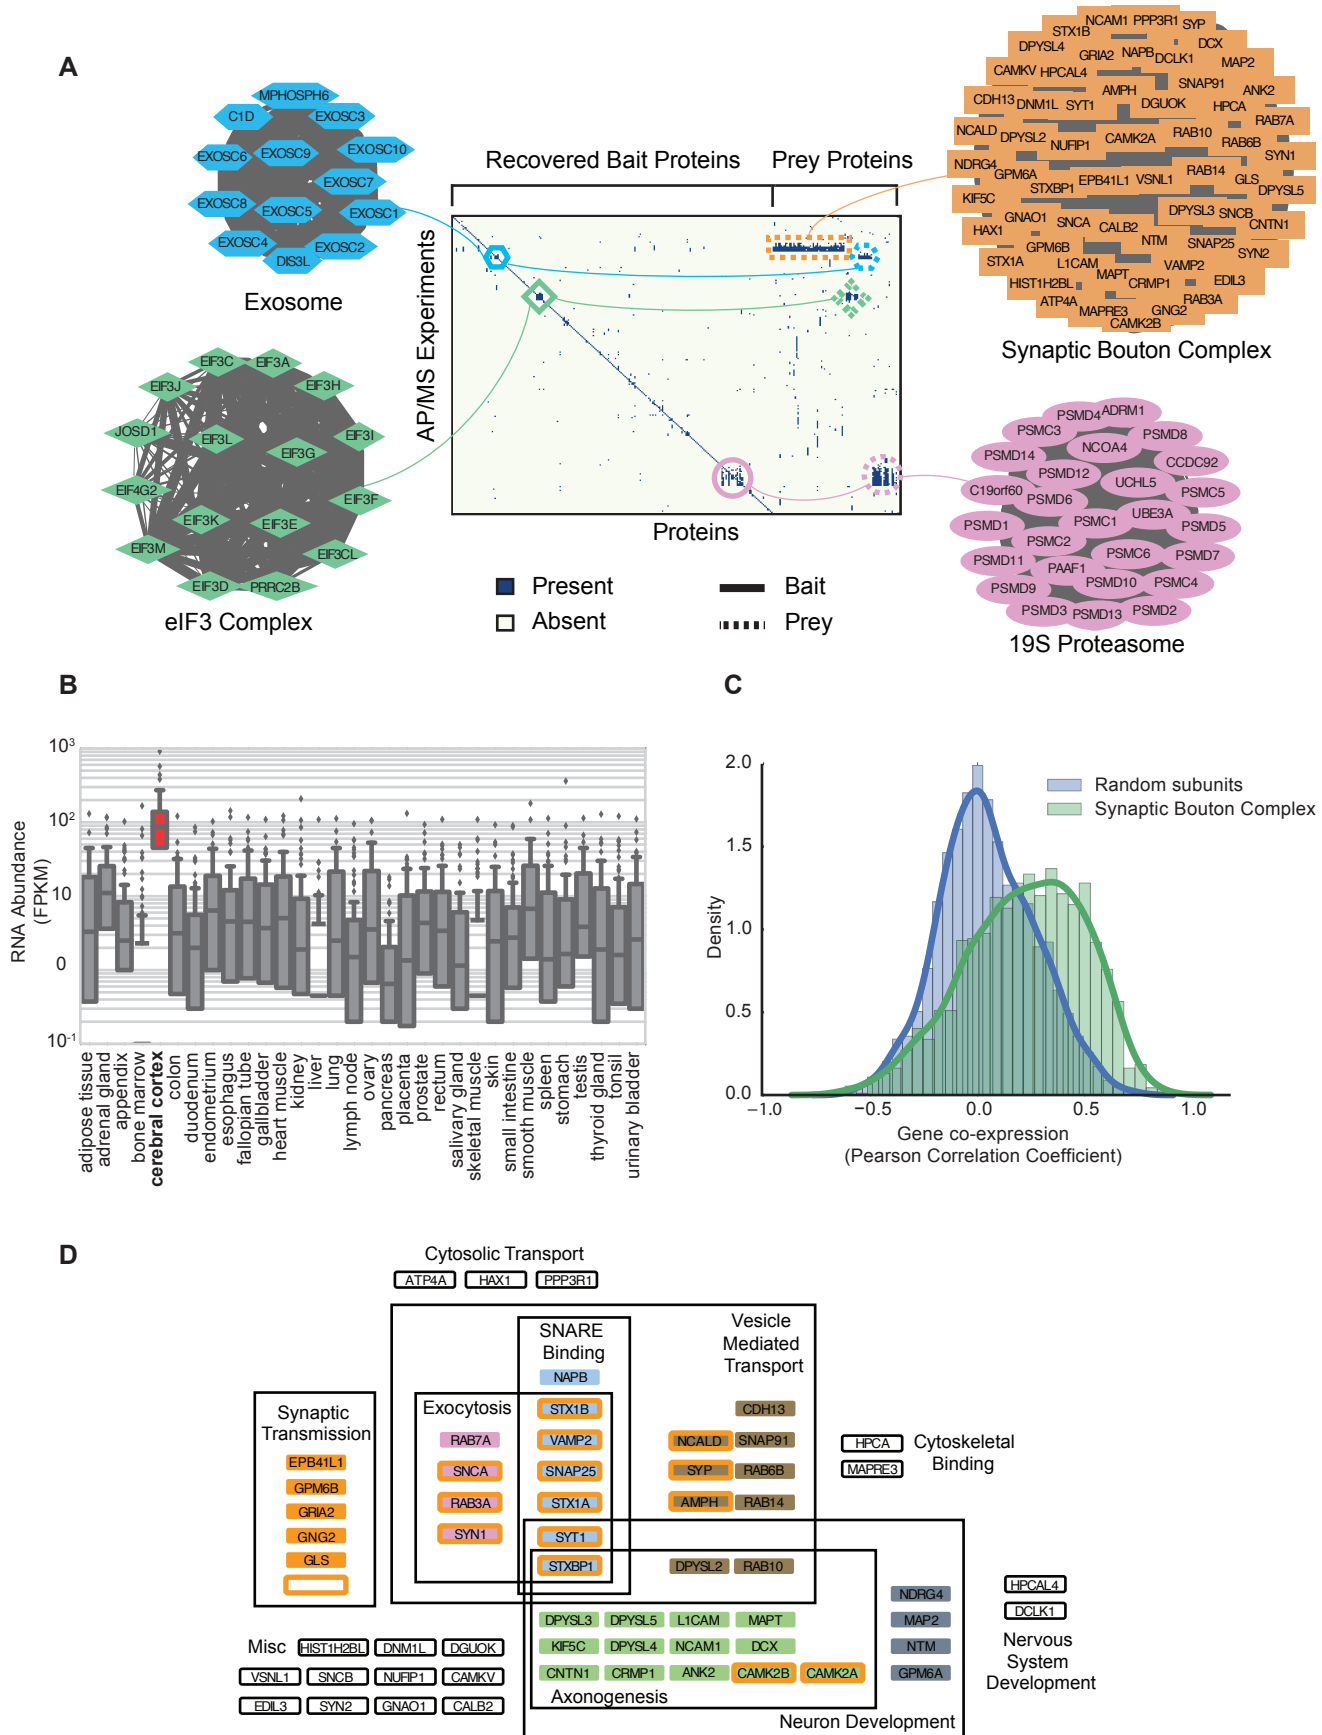 A
MPHOSPH6
C1D
EXOSC3
EXOSC6
EXOSC9
EXOSC10
EXOSC7
EXOSC8
EXOSC5
EXOSC1
EXOSC4
EXOSC2
DIS3L
Exosome
EIF3C
EIF3A
EIF3J
EIF3H
JOSD1
EIF3L
EIF3I
EIF3G
EIF4G2
EIF3F
EIF3K
EIF3E
EIF3M
EIF3CL
EIF3D
PRRC2B
eIF3 Complex
Recovered Bait Proteins
Prey Proteins
AP/MS Experiments
Proteins
Present
Absent
Bait
Prey
NCAM1 PPP3R1 SYP
STX1B
DPYSL4
GRIA2 NAPB DCLK1
DCX
MAP2
CAMKV HPCAL4
AMPH
SNAP91
ANK2
CDH13 DNM1L SYT1
DGUOK
HPCA
RAB7A
NCALD DPYSL2
NUFIP1
CAMK2A
RAB10
RAB6B
SYN1
NDRG4
GPM6A
STXBP1
EPB41L1 VSNL1
RAB14
GLS
DPYSL5
KIF5C
GNAO1
SNCA
CALB2
DPYSL3 SNCB
CNTN1
HAX1
GPM6B
NTM
SNAP25
SYN2
STX1A
L1CAM
MAPT
VAMP2
EDIL3
HIST1H2BL
CRMP1
RAB3A
ATP4A
MAPRE3
GNG2
CAMK2B
Synaptic Bouton Complex
PSMD4
ADRM1
PSMC3
NCOA4
PSMD8
PSMD14
PSMD12
CCDC92
C19orf60
PSMD6
UCHL5
PSMC5
PSMD1
PSMC1
UBE3A
PSMD5
PSMC2
PSMC6
PSMD7
PSMD11
PAAF1
PSMD9
PSMD10
PSMC4
PSMD3
PSMD13
PSMD2
19S Proteasome
B
RNA Abundance
(FPKM)
10³
10²
10
0
10⁻¹
adipose tissue
adrenal gland
appendix
bone marrow
cerebral cortex
colon
duodenum
endometrium
esophagus
fallopian tube
gallbladder
heart muscle
kidney
liver
lung
lymph node
ovary
pancreas
placenta
prostate
rectum
salivary gland
skeletal muscle
skin
small intestine
smooth muscle
spleen
stomach
testis
thyroid gland
tonsil
urinary bladder
C
2.0
1.5
1.0
0.5
0.0
Density
Random subunits
Synaptic Bouton Complex
−1.0 −0.5 0.0 0.5 1.0
Gene co-expression
(Pearson Correlation Coefficient)
D
Cytosolic Transport
ATP4A HAX1 PPP3R1
SNARE
Binding
Vesicle
Mediated
Transport
NAPB
Synaptic
Transmission
EPB41L1
GPM6B
GRIA2
GNG2
GLS
Exocytosis
RAB7A
SNCA
RAB3A
SYN1
STX1B
VAMP2
SNAP25
STX1A
SYT1
STXBP1
CDH13
NCALD SNAP91
SYP RAB6B
AMPH RAB14
DPYSL2 RAB10
HPCA
MAPRE3
Cytoskeletal
Binding
DPYSL3 DPYSL5 L1CAM MAPT
KIF5C DPYSL4 NCAM1 DCX
CNTN1 CRMP1 ANK2 CAMK2B CAMK2A
Axonogenesis
NDRG4
MAP2
NTM
GPM6A
Neuron Development
HPCAL4
DCLK1
Nervous
System
Development
Misc HIST1H2BL DNM1L DGUOK
VSNL1 SNCB NUFIP1 CAMKV
EDIL3 SYN2 GNAO1 CALB2